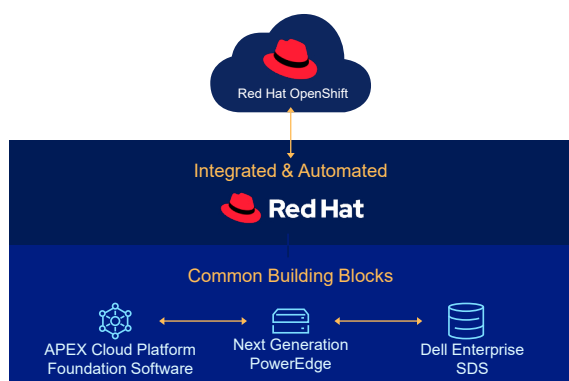 Red Hat OpenShift
Integrated & Automated
Red Hat
Common Building Blocks
APEX Cloud Platform
Foundation Software
Next Generation
PowerEdge
Dell Enterprise
SDS